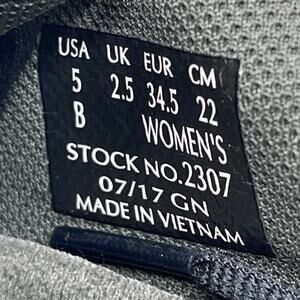 USA UK EUR CM
5 2.5 34.5 22
B WOMEN'S
STOCK NO.2307
07/17 GN
MADE IN VIETNAM